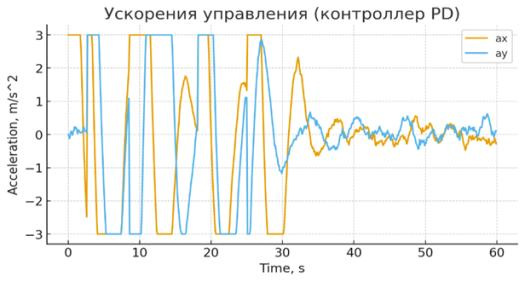 Ускорения управления (контроллер PD)
ax
ay
Acceleration, m/s^2
3
2
1
0
−1
−2
−3
0 10 20 30 40 50 60
Time, s